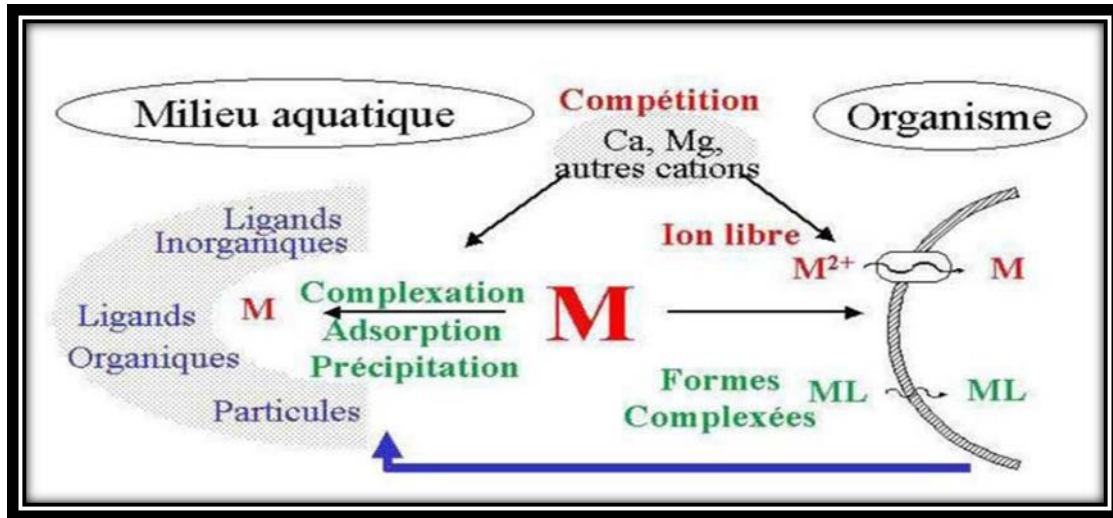 Milieu aquatique
Compétition
Ca, Mg,
autres cations
Organisme
Ligands
Inorganiques
Ligands
Organiques
Particules
M
Complexation
Adsorption
Précipitation
M
Ion libre
M²⁺
M
Formes
Complexées
ML
ML